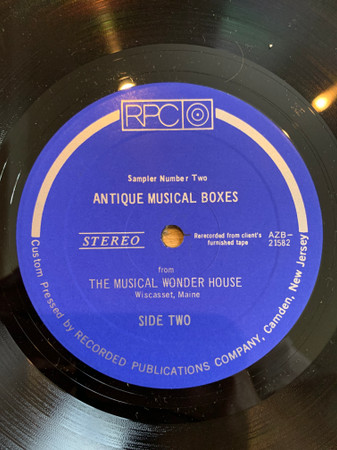 RPC
Sampler Number Two
ANTIQUE MUSICAL BOXES
STEREO
Rerecorded from client's
furnished tape
AZB-
21582
from
THE MUSICAL WONDER HOUSE
Wiscasset, Maine
SIDE TWO
Custom Pressed by RECORDED PUBLICATIONS COMPANY, Camden, New Jersey